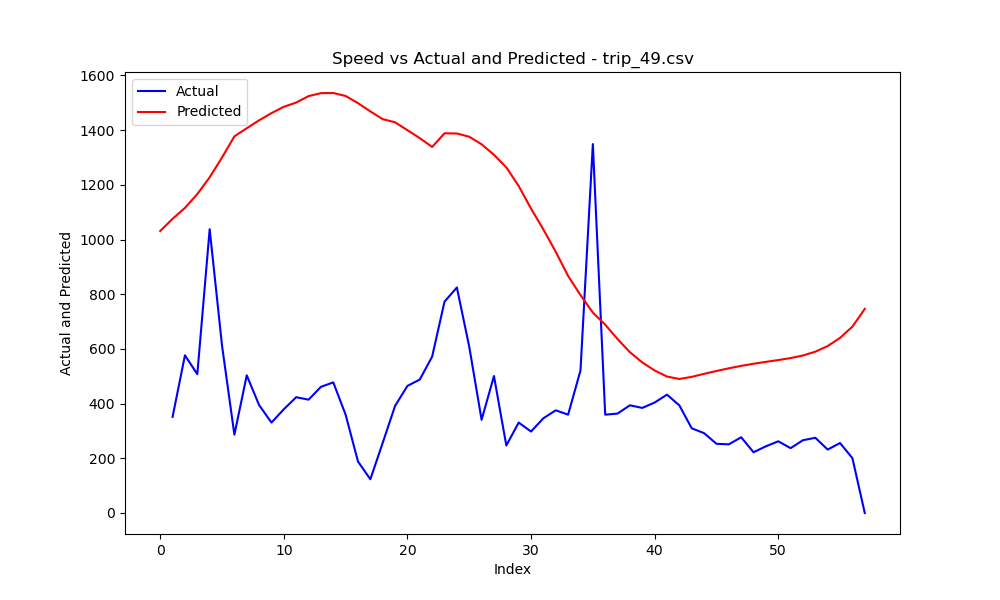 Speed vs Actual and Predicted - trip_49.csv
Actual
Predicted
1600
1400
1200
1000
800
600
400
200
0
Actual and Predicted
0 10 20 30 40 50
Index